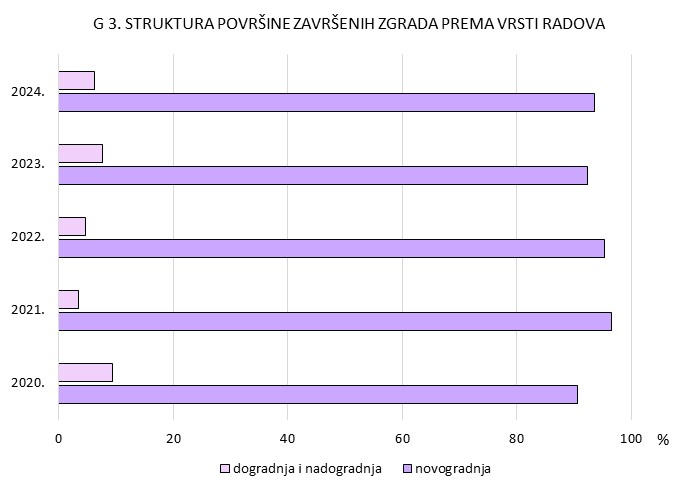 G 3. STRUKTURA POVRŠINE ZAVRŠENIH ZGRADA PREMA VRSTI RADOVA
2024.
2023.
2022.
2021.
2020.
0 20 40 60 80 100 %
dogradnja i nadogradnja novogradnja